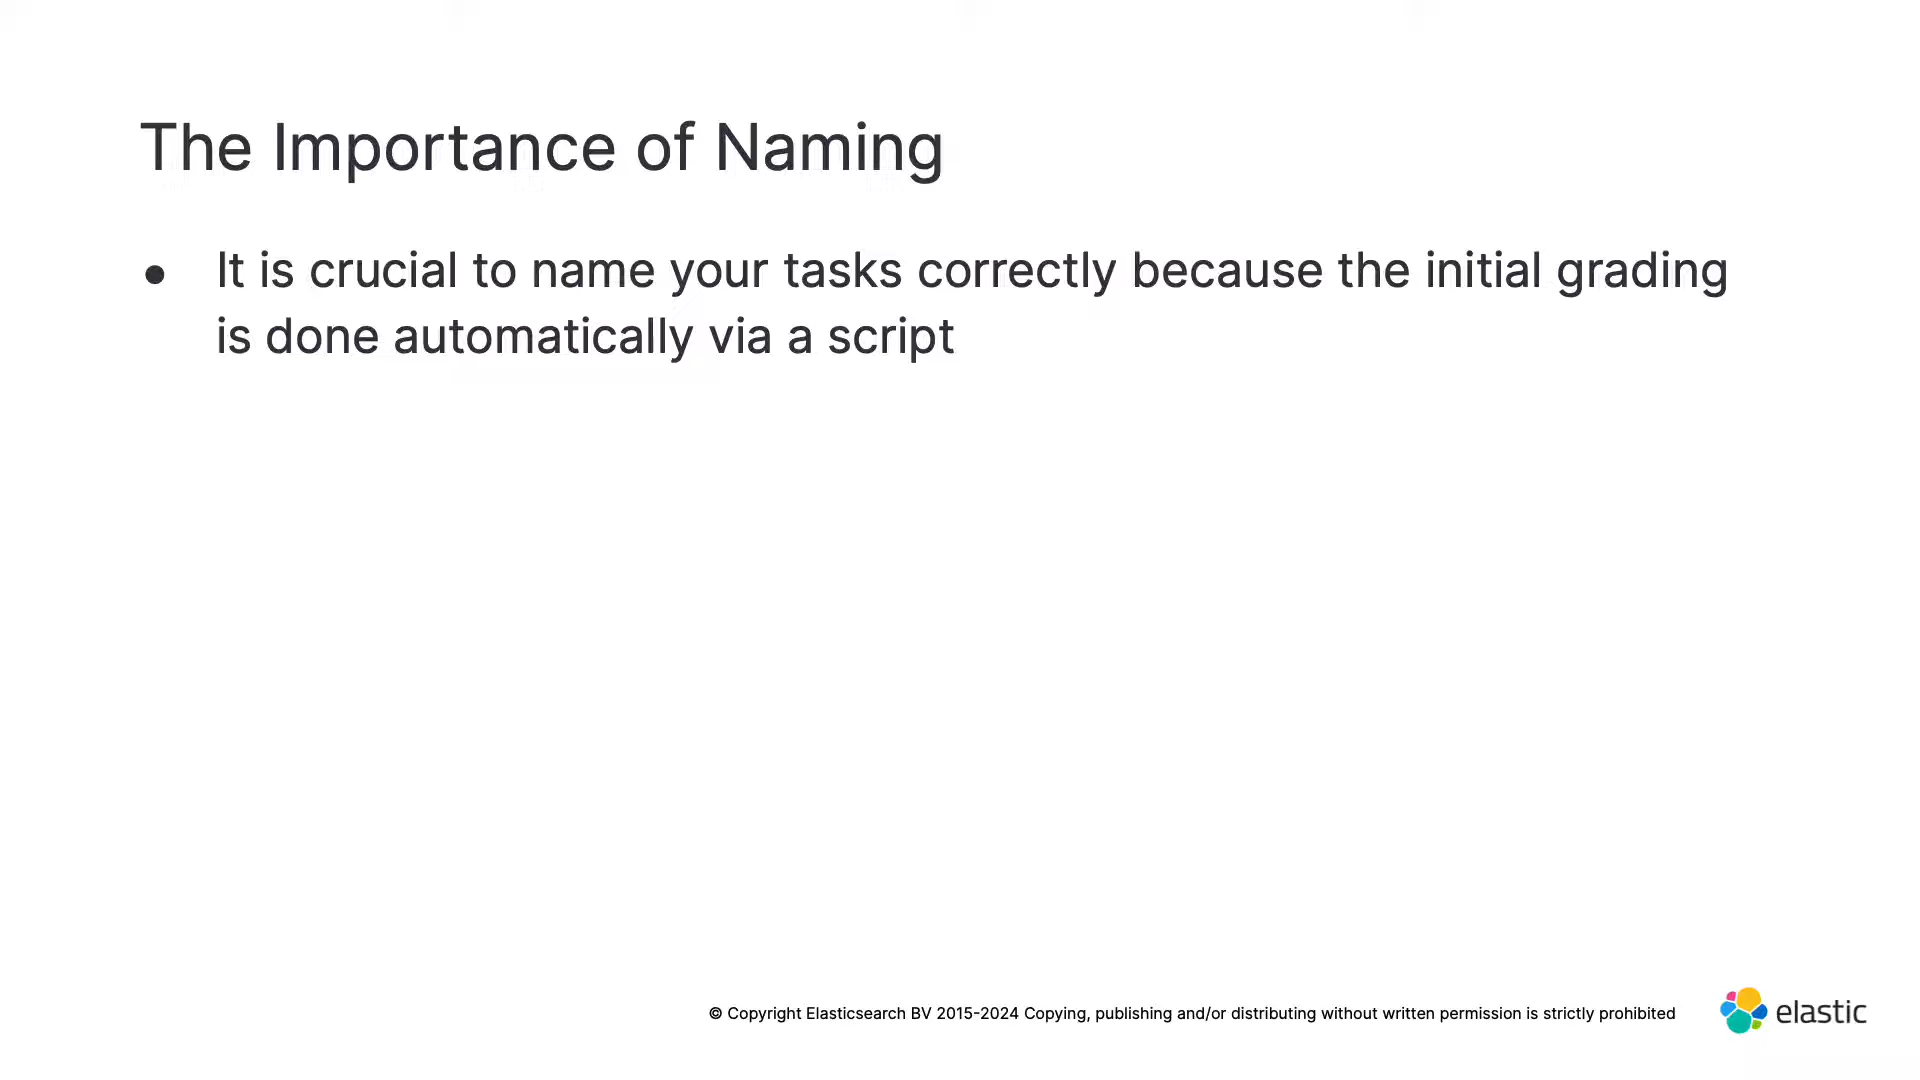 The Importance of Naming
● It is crucial to name your tasks correctly because the initial grading
is done automatically via a script
© Copyright Elasticsearch BV 2015-2024 Copying, publishing and/or distributing without written permission is strictly prohibited
elastic